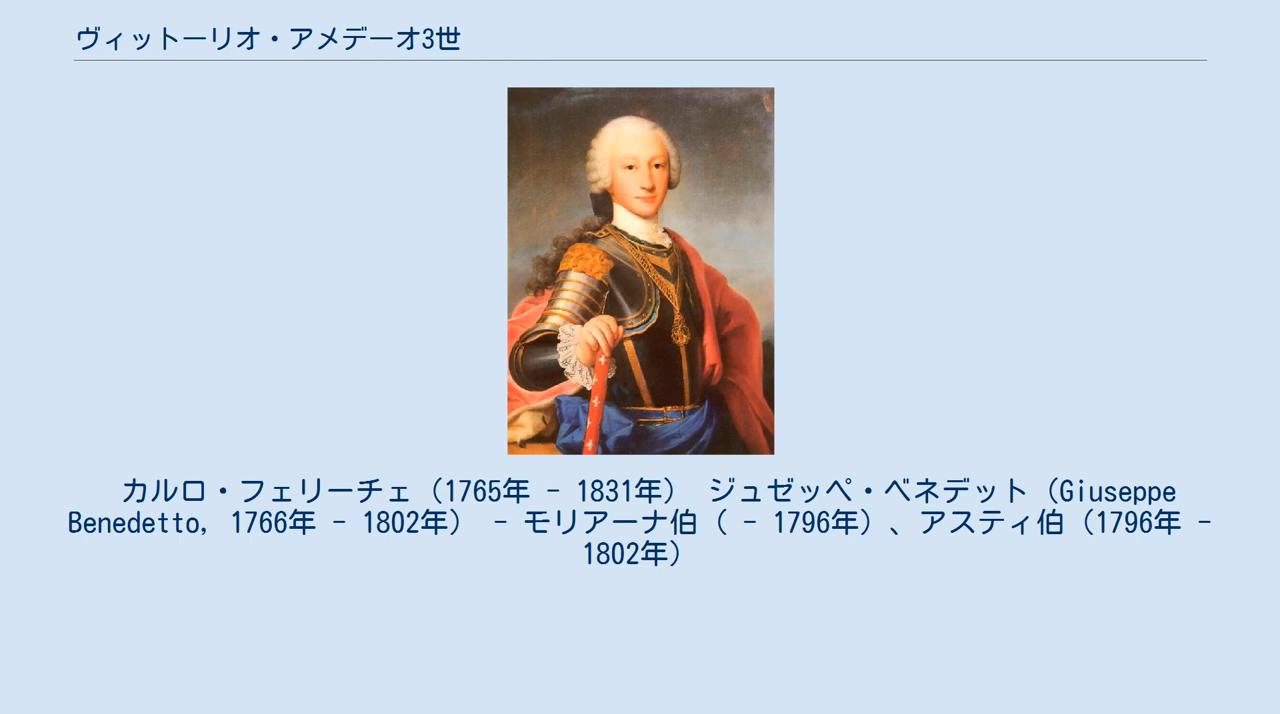 ヴィットーリオ・アメデーオ3世
カルロ・フェリーチェ（1765年 - 1831年） ジュゼッペ・ベネデット（Giuseppe
Benedetto, 1766年 - 1802年） - モリアーナ伯（ - 1796年）、アスティ伯（1796年 -
1802年）